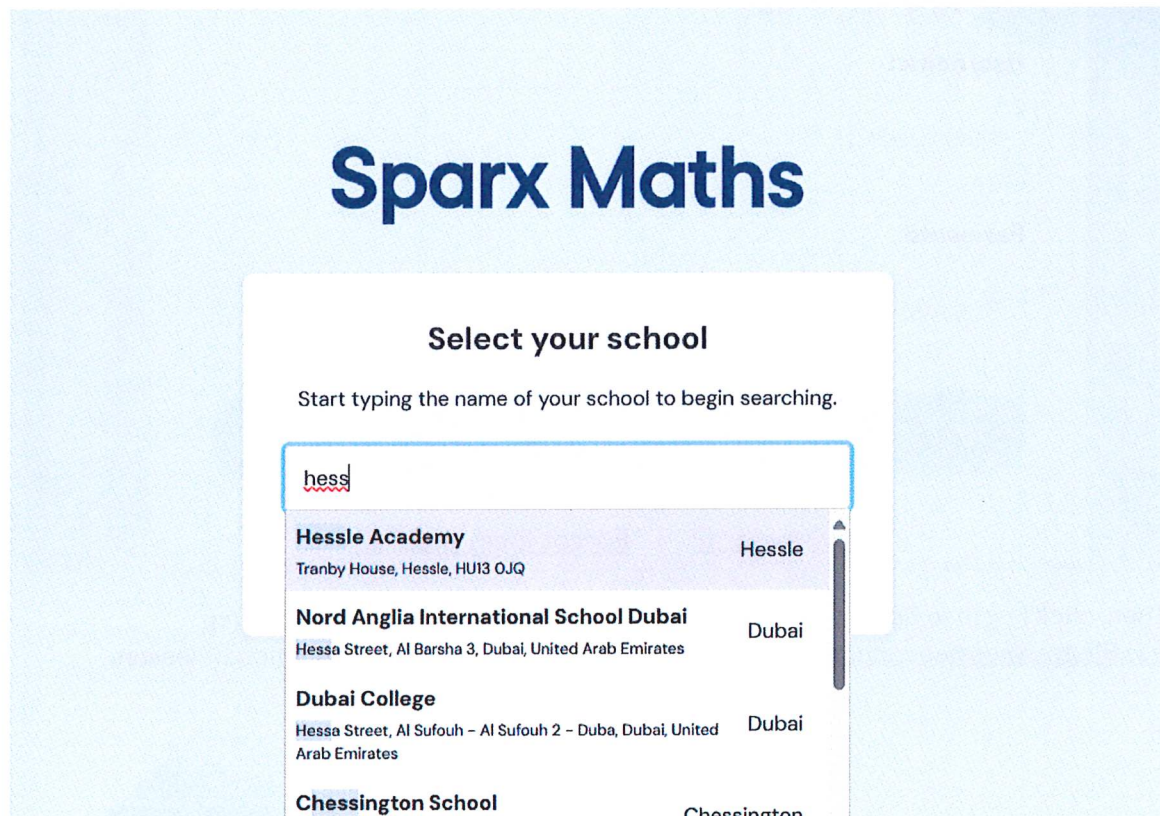 Sparx Maths
Select your school
Start typing the name of your school to begin searching.
hess
Hessle Academy
Tranby House, Hessle, HU13 0JQ
Hessle
Nord Anglia International School Dubai
Hessa Street, Al Barsha 3, Dubai, United Arab Emirates
Dubai
Dubai College
Hessa Street, Al Sufouh – Al Sufouh 2 – Duba, Dubai, United
Arab Emirates
Dubai
Chessington School
Chessington